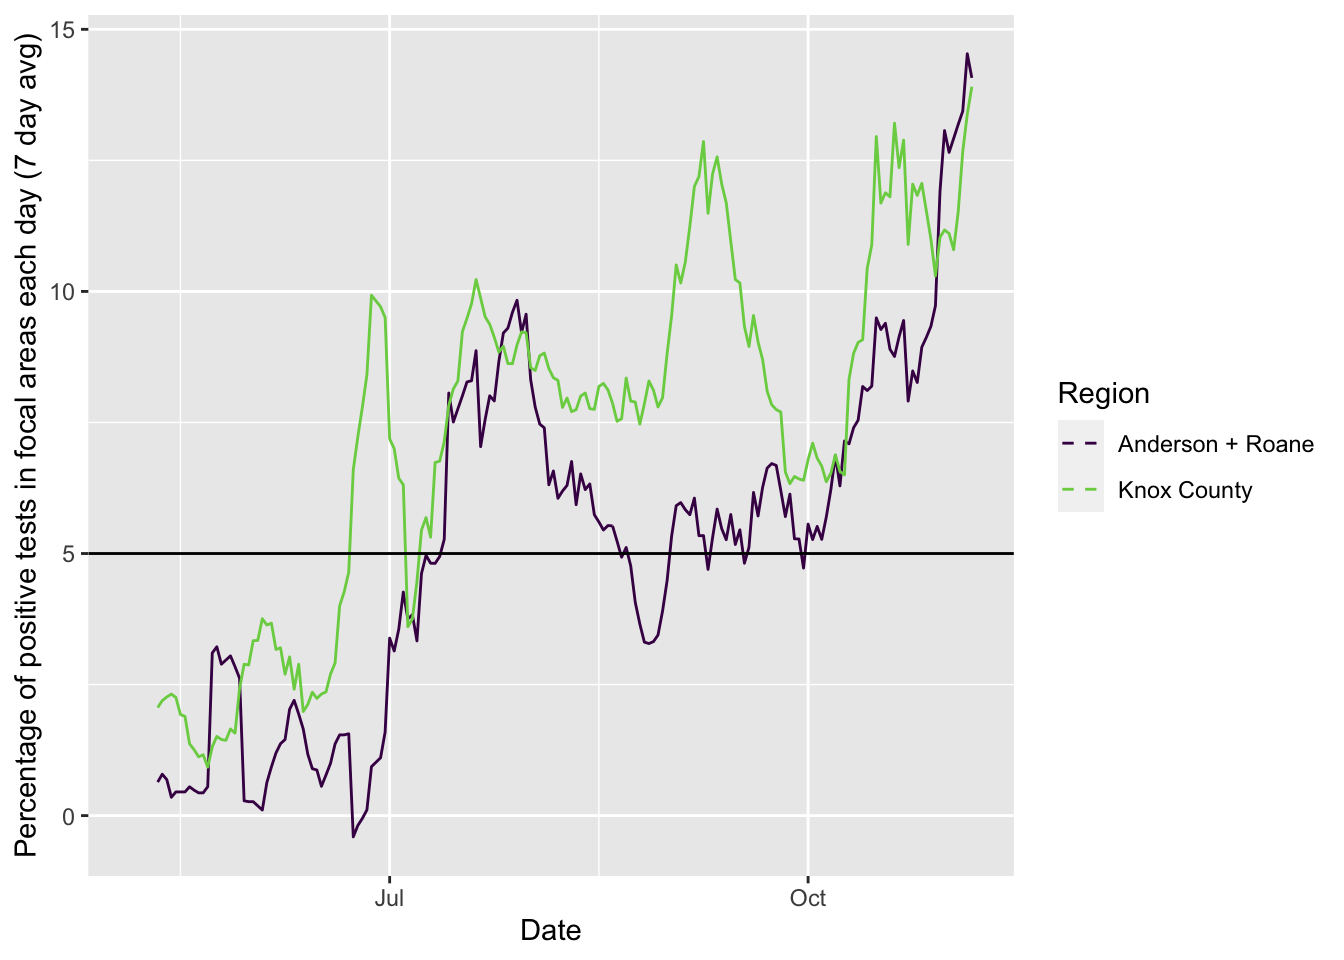 Percentage of positive tests in focal areas each day (7 day avg)
15
10
5
0
Jul
Oct
Date
Region
Anderson + Roane
Knox County